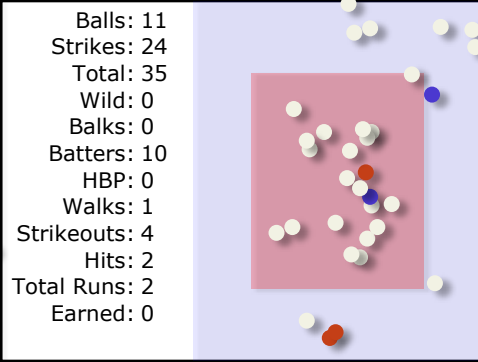 Balls: 11
Strikes: 24
Total: 35
Wild: 0
Balks: 0
Batters: 10
HBP: 0
Walks: 1
Strikeouts: 4
Hits: 2
Total Runs: 2
Earned: 0